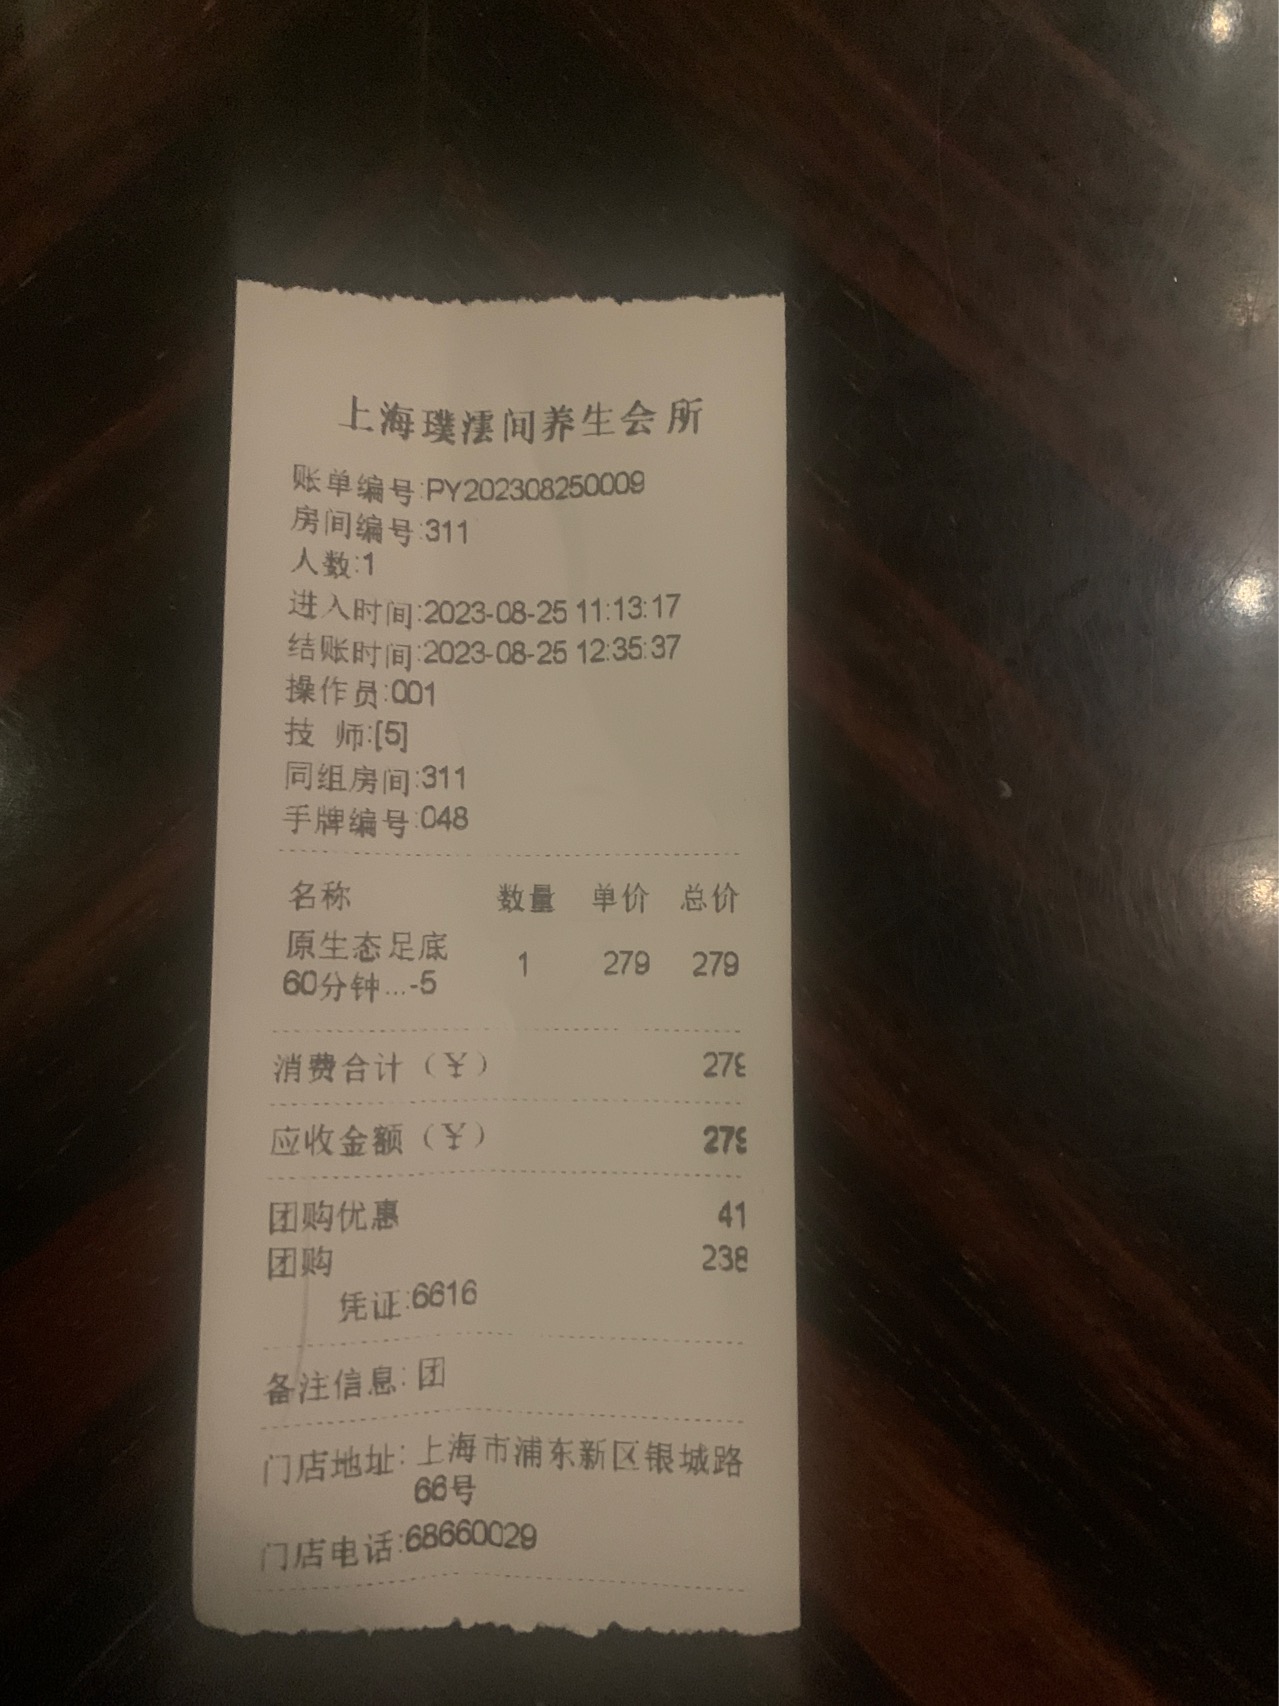 上海璞澐间养生会所
账单编号:PY202308250009
房间编号:311
人数:1
进入时间:2023-08-25 11:13:17
结账时间:2023-08-25 12:35:37
操作员:001
技 师:[5]
同组房间:311
手牌编号:048
名称 数量 单价 总价
原生态足底 1 279 279
60分钟...-5
消费合计（¥） 279
应收金额（¥） 279
团购优惠 41
团购 238
凭证:6616
备注信息: 团
门店地址: 上海市浦东新区银城路
66号
门店电话:68660029